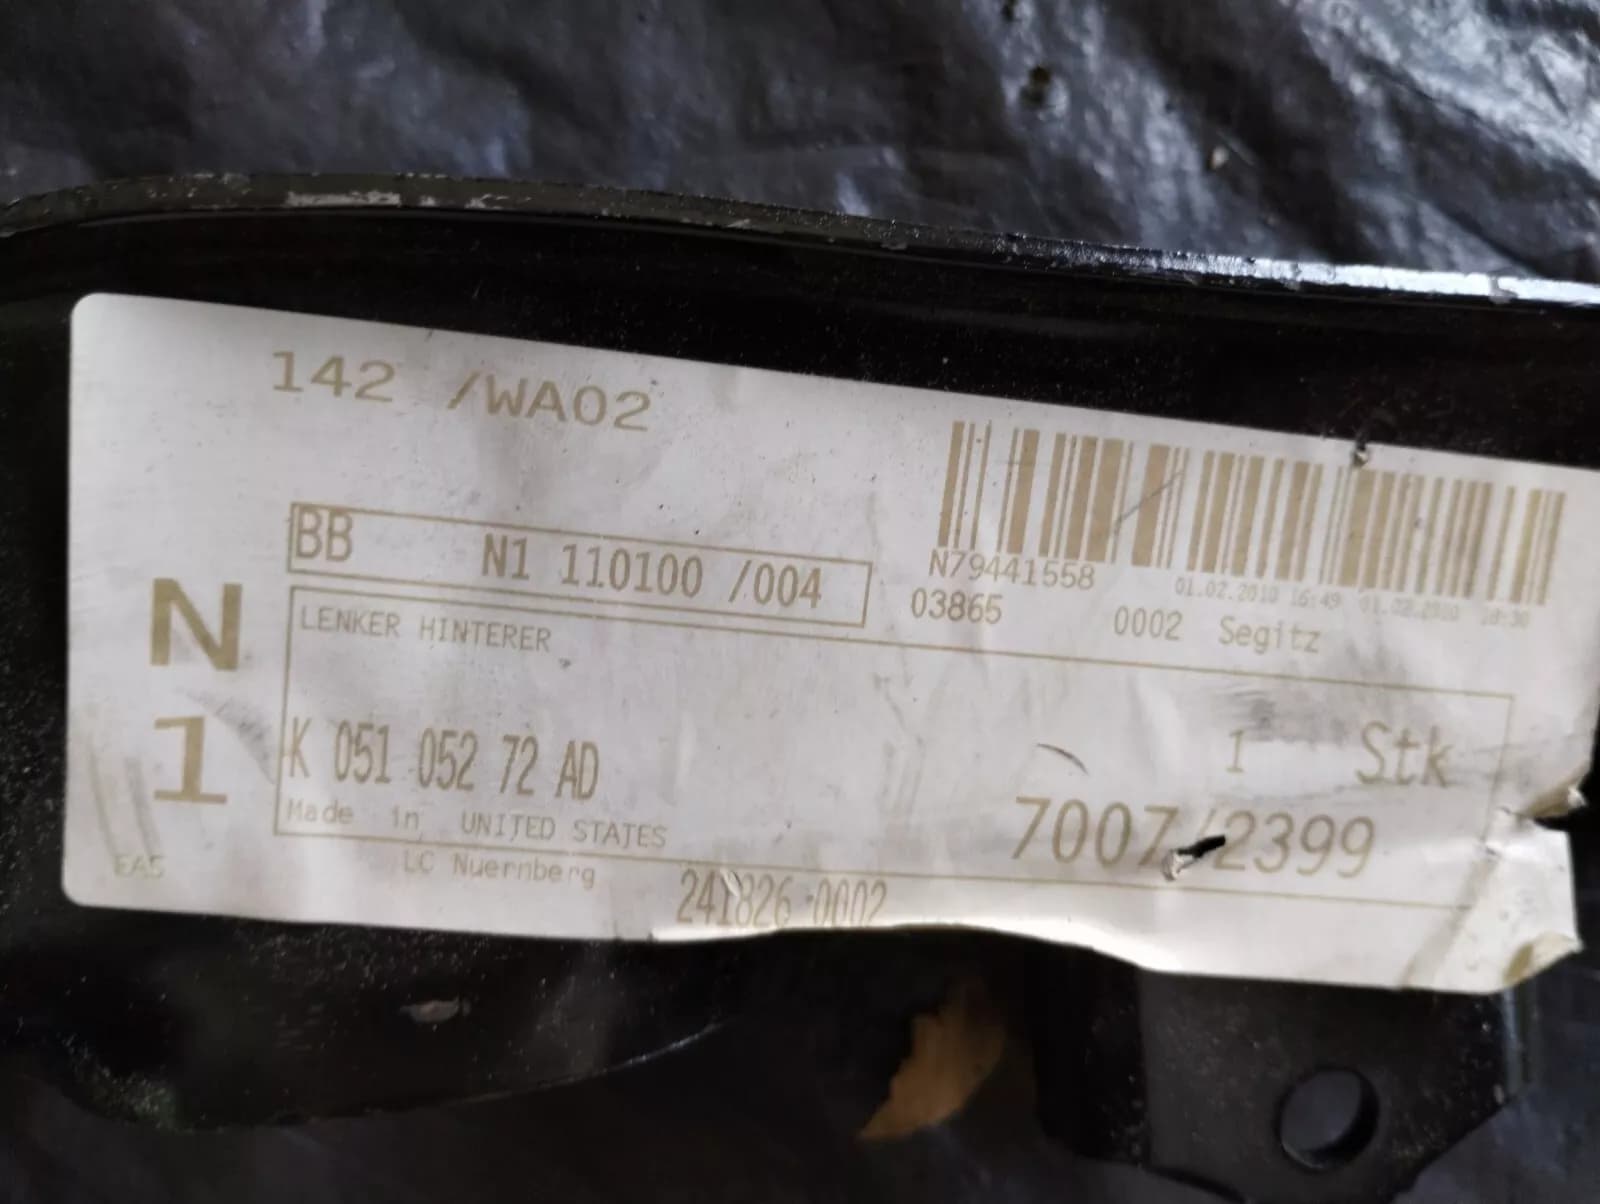 142 /WA02
BB N1 110100 /004
N79441558
01.02.2010 16:49 01.02.2010
03865 0002 Segitz
N
1
LENKER HINTERER
K 051 052 72 AD
1 Stk
Made in UNITED STATES
7007/2399
EA5
LC Nuernberg
241826 0002